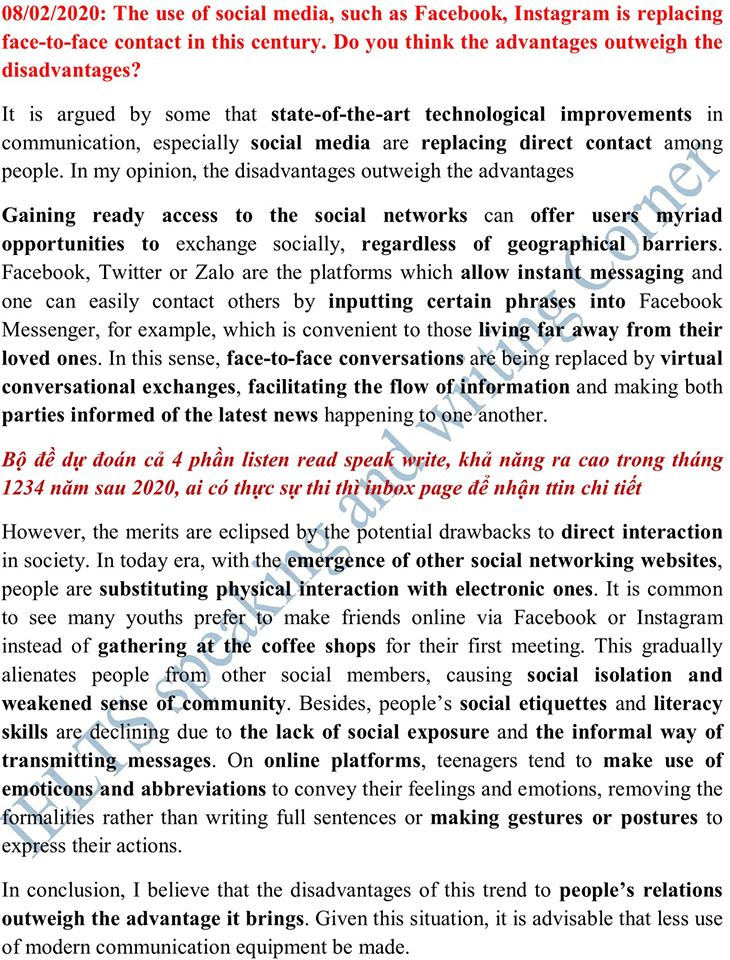 08/02/2020: The use of social media, such as Facebook, Instagram is replacing
face-to-face contact in this century. Do you think the advantages outweigh the
disadvantages?
It is argued by some that state-of-the-art technological improvements in
communication, especially social media are replacing direct contact among
people. In my opinion, the disadvantages outweigh the advantages
Gaining ready access to the social networks can offer users myriad
opportunities to exchange socially, regardless of geographical barriers.
Facebook, Twitter or Zalo are the platforms which allow instant messaging and
one can easily contact others by inputting certain phrases into Facebook
Messenger, for example, which is convenient to those living far away from their
loved ones. In this sense, face-to-face conversations are being replaced by virtual
conversational exchanges, facilitating the flow of information and making both
parties informed of the latest news happening to one another.
Bộ đề dự đoán cả 4 phần listen read speak write, khả năng ra cao trong tháng
1234 năm sau 2020, ai có thực sự thi thì inbox page để nhận ttin chi tiết
However, the merits are eclipsed by the potential drawbacks to direct interaction
in society. In today era, with the emergence of other social networking websites,
people are substituting physical interaction with electronic ones. It is common
to see many youths prefer to make friends online via Facebook or Instagram
instead of gathering at the coffee shops for their first meeting. This gradually
alienates people from other social members, causing social isolation and
weakened sense of community. Besides, people's social etiquettes and literacy
skills are declining due to the lack of social exposure and the informal way of
transmitting messages. On online platforms, teenagers tend to make use of
emoticons and abbreviations to convey their feelings and emotions, removing the
formalities rather than writing full sentences or making gestures or postures to
express their actions.
In conclusion, I believe that the disadvantages of this trend to people's relations
outweigh the advantage it brings. Given this situation, it is advisable that less use
of modern communication equipment be made.
IELTS speaking and writing Corner